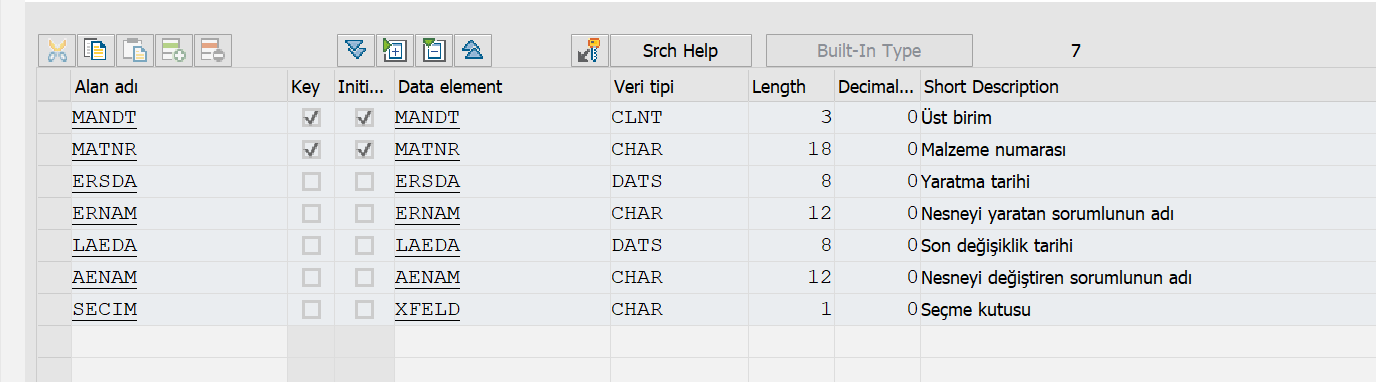 Srch Help Built-In Type 7
Alan adı Key Initi... Data element Veri tipi Length Decimal... Short Description
MANDT MANDT CLNT 3 0 Üst birim
MATNR MATNR CHAR 18 0 Malzeme numarası
ERSDA ERSDA DATS 8 0 Yaratma tarihi
ERNAM ERNAM CHAR 12 0 Nesneyi yaratan sorumlunun adı
LAEDA LAEDA DATS 8 0 Son değişiklik tarihi
AENAM AENAM CHAR 12 0 Nesneyi değiştiren sorumlunun adı
SECIM XFELD CHAR 1 0 Seçme kutusu